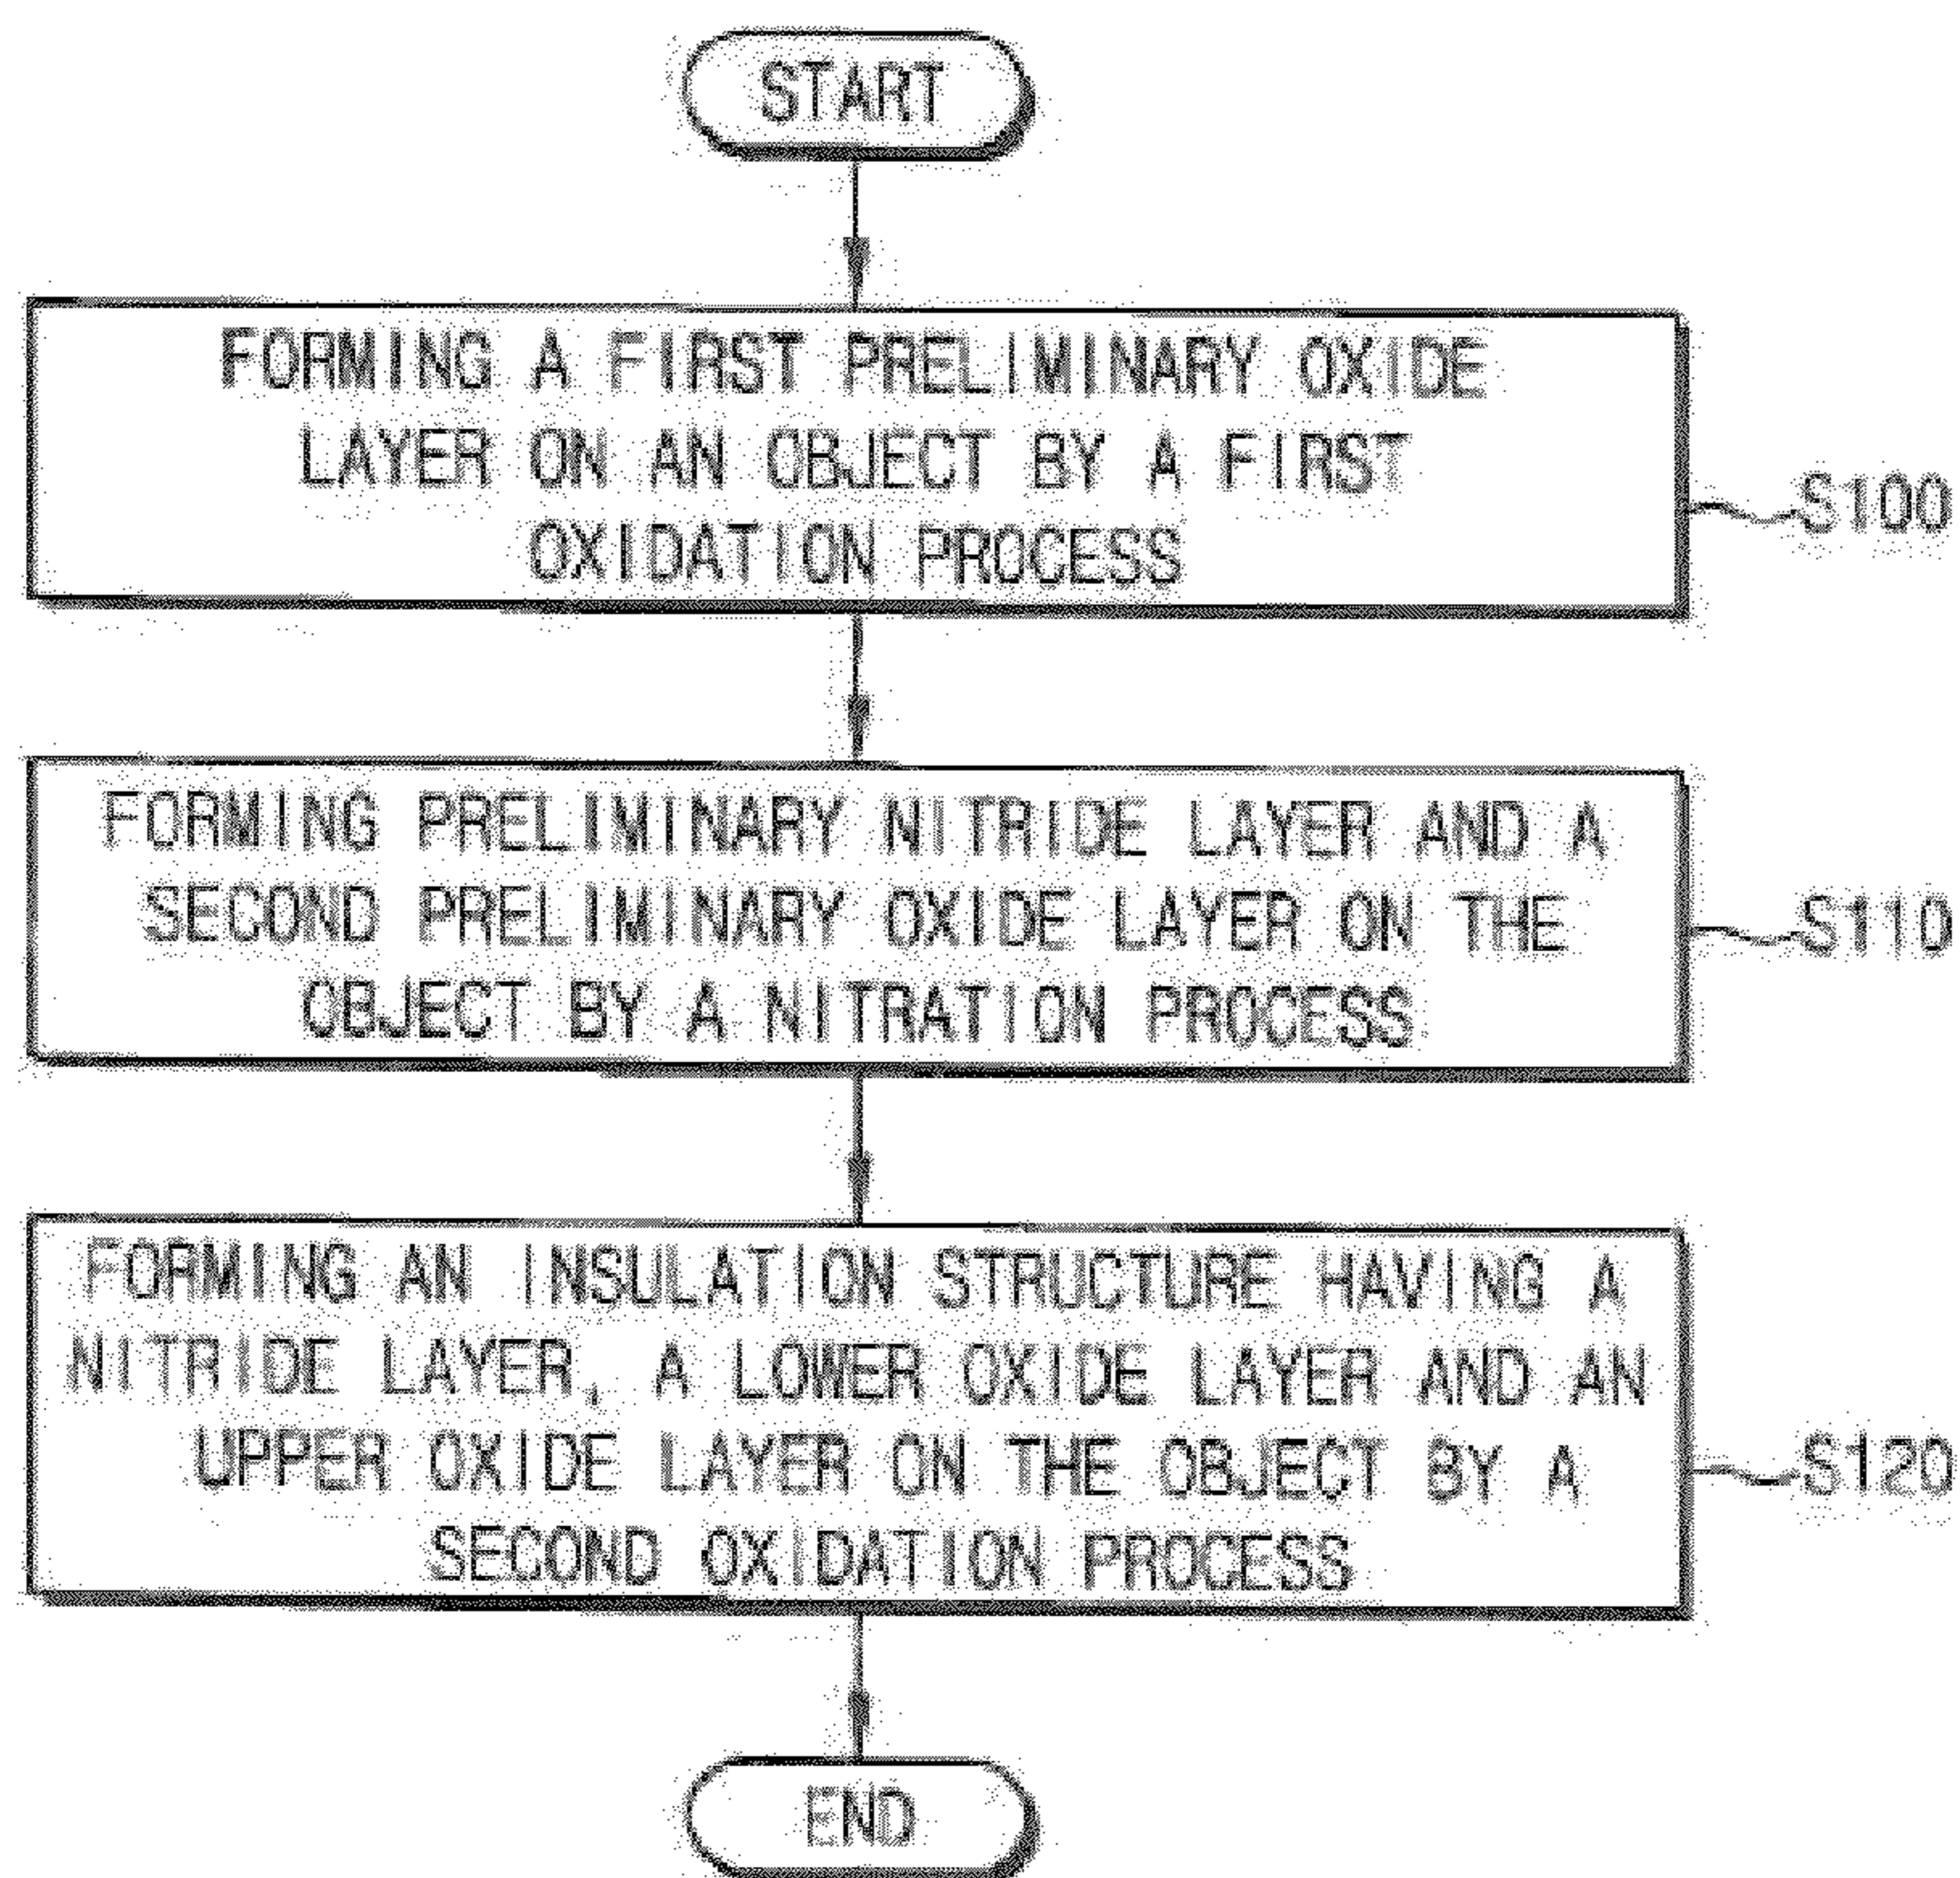 START
FORMING A FIRST PRELIMINARY OXIDE
LAYER ON AN OBJECT BY A FIRST
OXIDATION PROCESS
S100
FORMING PRELIMINARY NITRIDE LAYER AND A
SECOND PRELIMINARY OXIDE LAYER ON THE
OBJECT BY A NITRATION PROCESS
S110
FORMING AN INSULATION STRUCTURE HAVING A
NITRIDE LAYER, A LOWER OXIDE LAYER AND AN
UPPER OXIDE LAYER ON THE OBJECT BY A
SECOND OXIDATION PROCESS
S120
END